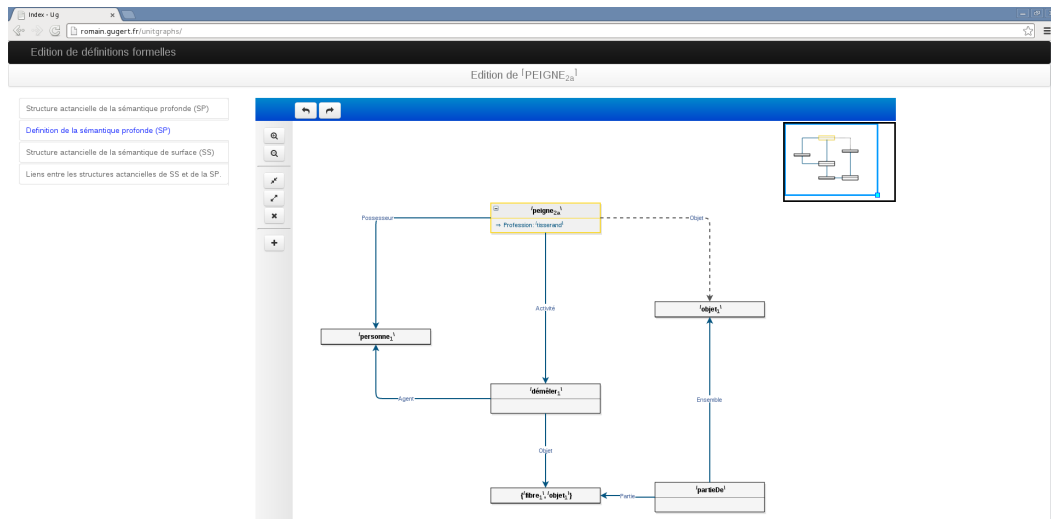 Index - Ug
romain.gugert.fr/unitgraphs/
Edition de définitions formelles
Edition de ⌈PEIGNE2a⌉
Structure actancielle de la sémantique profonde (SP)
Definition de la sémantique profonde (SP)
Structure actancielle de la sémantique de surface (SS)
Liens entre les structures actancielles de SS et de la SP.
⌈peigne2a⌉
⇒ Profession: ⌈tisserand⌉
Possesseur
Objet
Activité
⌈objet1⌉
⌈personne1⌉
⌈démêler1⌉
Agent
Ensemble
Objet
⌈partieDe⌉
{⌈fibre1⌉, ⌈objet1⌉}
Partie